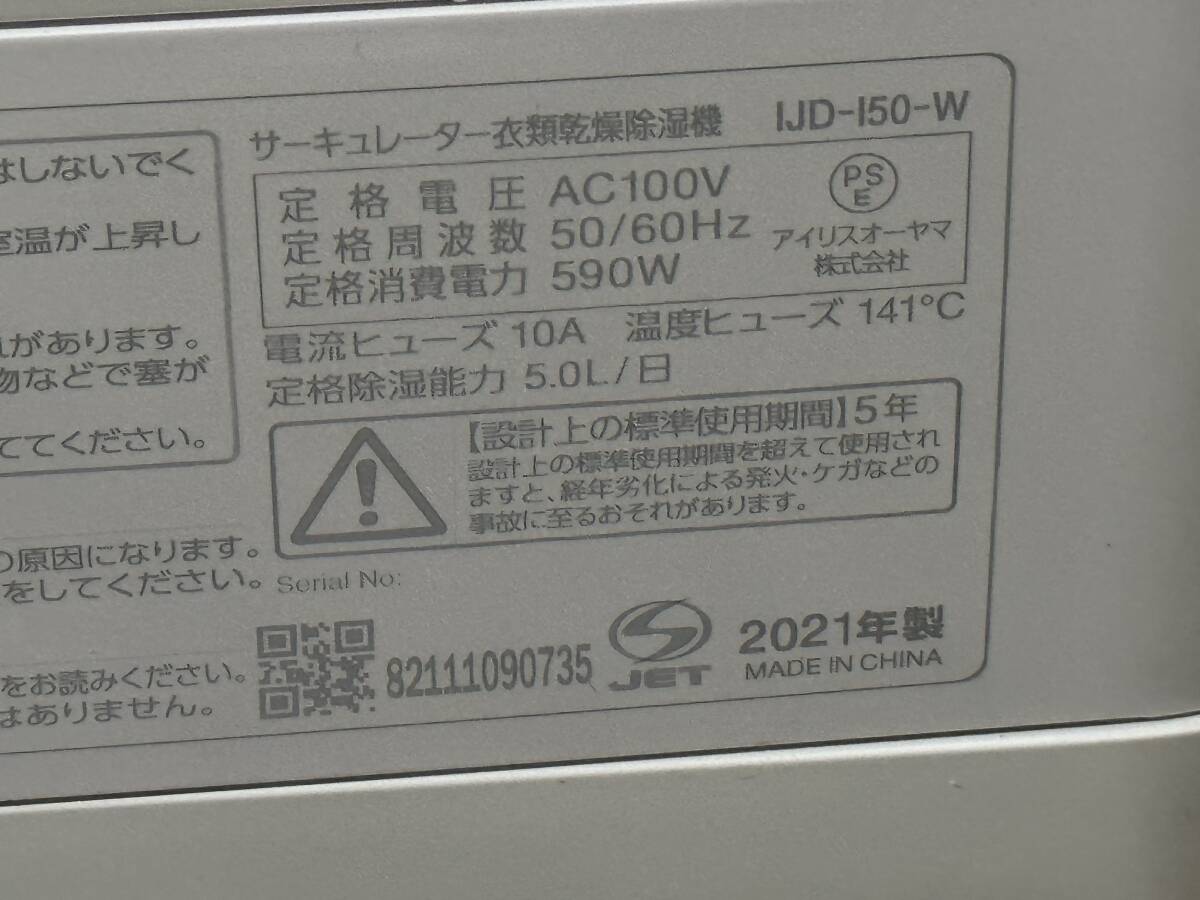 はしないでく
室温が上昇し
れがあります。
物などで塞が
ててください。
の原因になります。
をしてください。
をお読みください。
はありません。
サーキュレーター衣類乾燥除湿機 IJD-I50-W
定格電圧 AC100V
定格周波数 50/60Hz
定格消費電力 590W
PS
E
アイリスオーヤマ
株式会社
電流ヒューズ 10A 温度ヒューズ 141℃
定格除湿能力 5.0L/日
【設計上の標準使用期間】5年
設計上の標準使用期間を超えて使用され
ますと、経年劣化による発火・ケガなどの
事故に至るおそれがあります。
Serial No:
82111090735
JET
2021年製
MADE IN CHINA